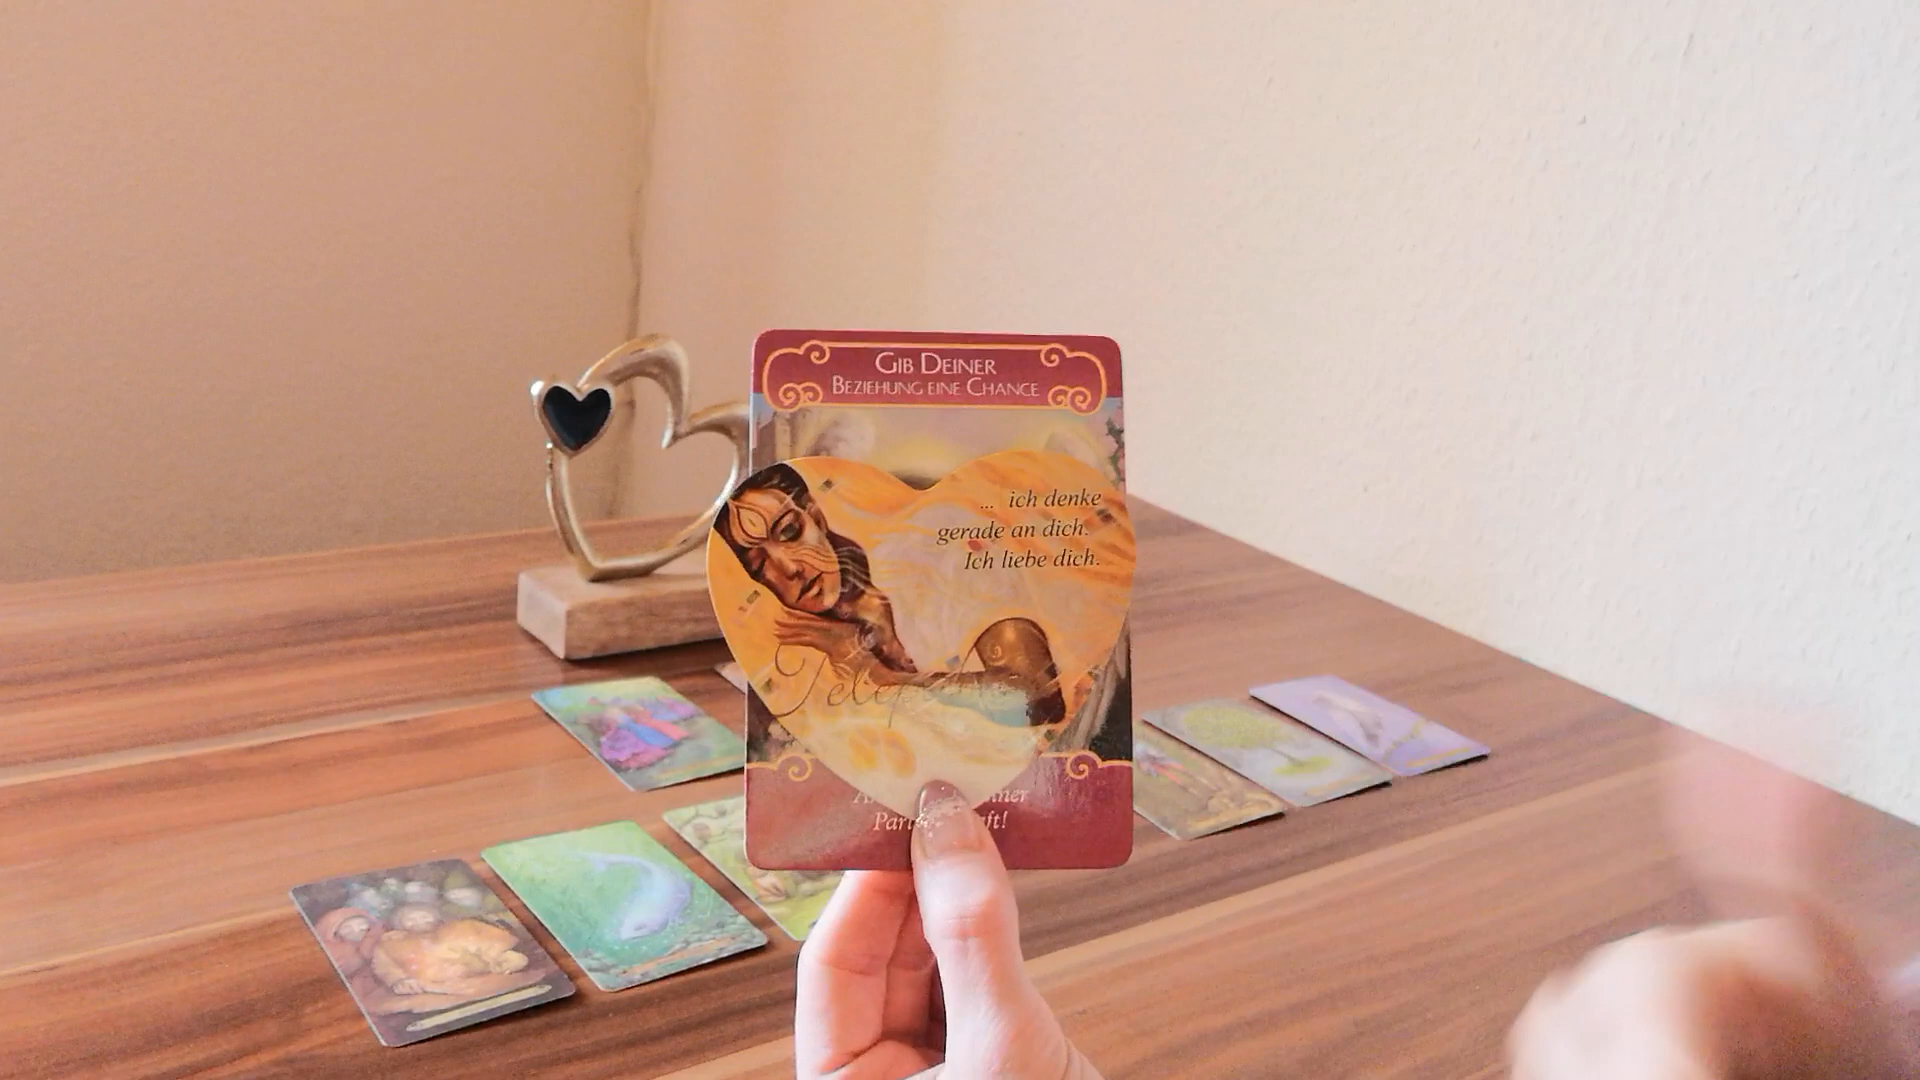 GIB DEINER
BEZIEHUNG EINE CHANCE
... ich denke
gerade an dich.
Ich liebe dich.